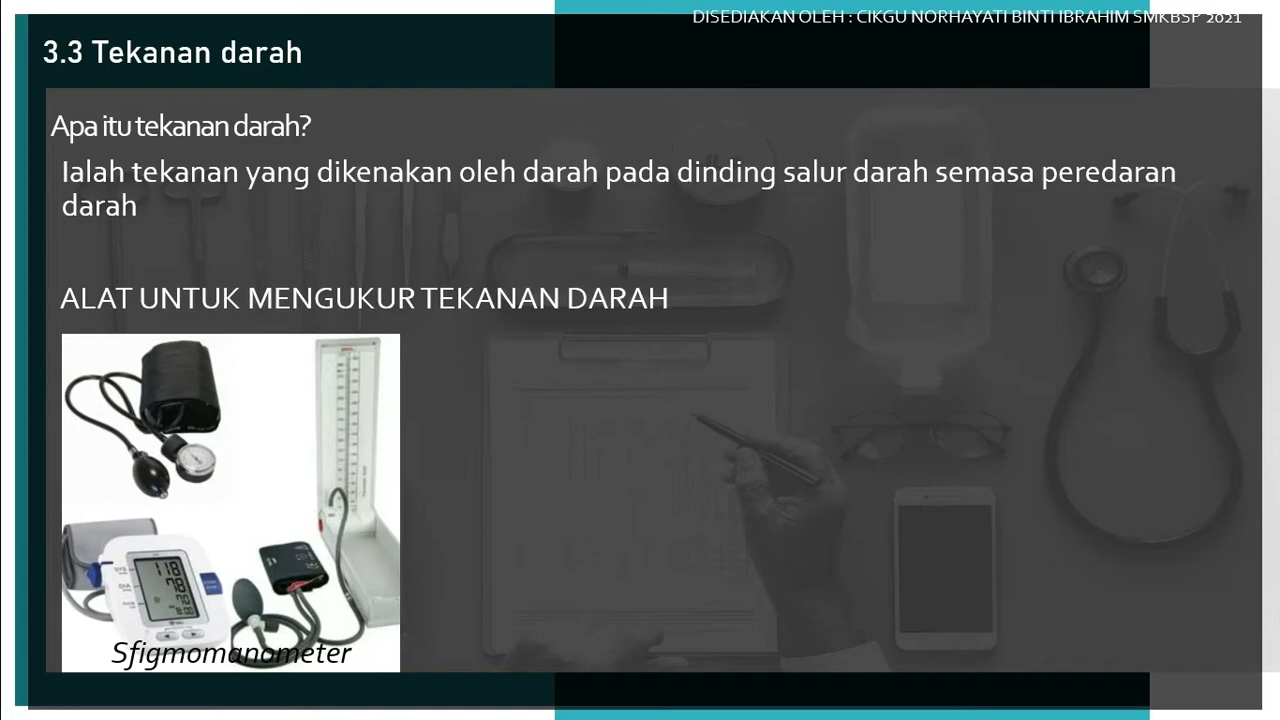 DISEDIAKAN OLEH : CIKGU NORHAYATI BINTI IBRAHIM SMKBSP 2021
3.3 Tekanan darah
Apa itu tekanan darah?
Ialah tekanan yang dikenakan oleh darah pada dinding salur darah semasa peredaran
darah
ALAT UNTUK MENGUKUR TEKANAN DARAH
118
78
Sfigmomanometer